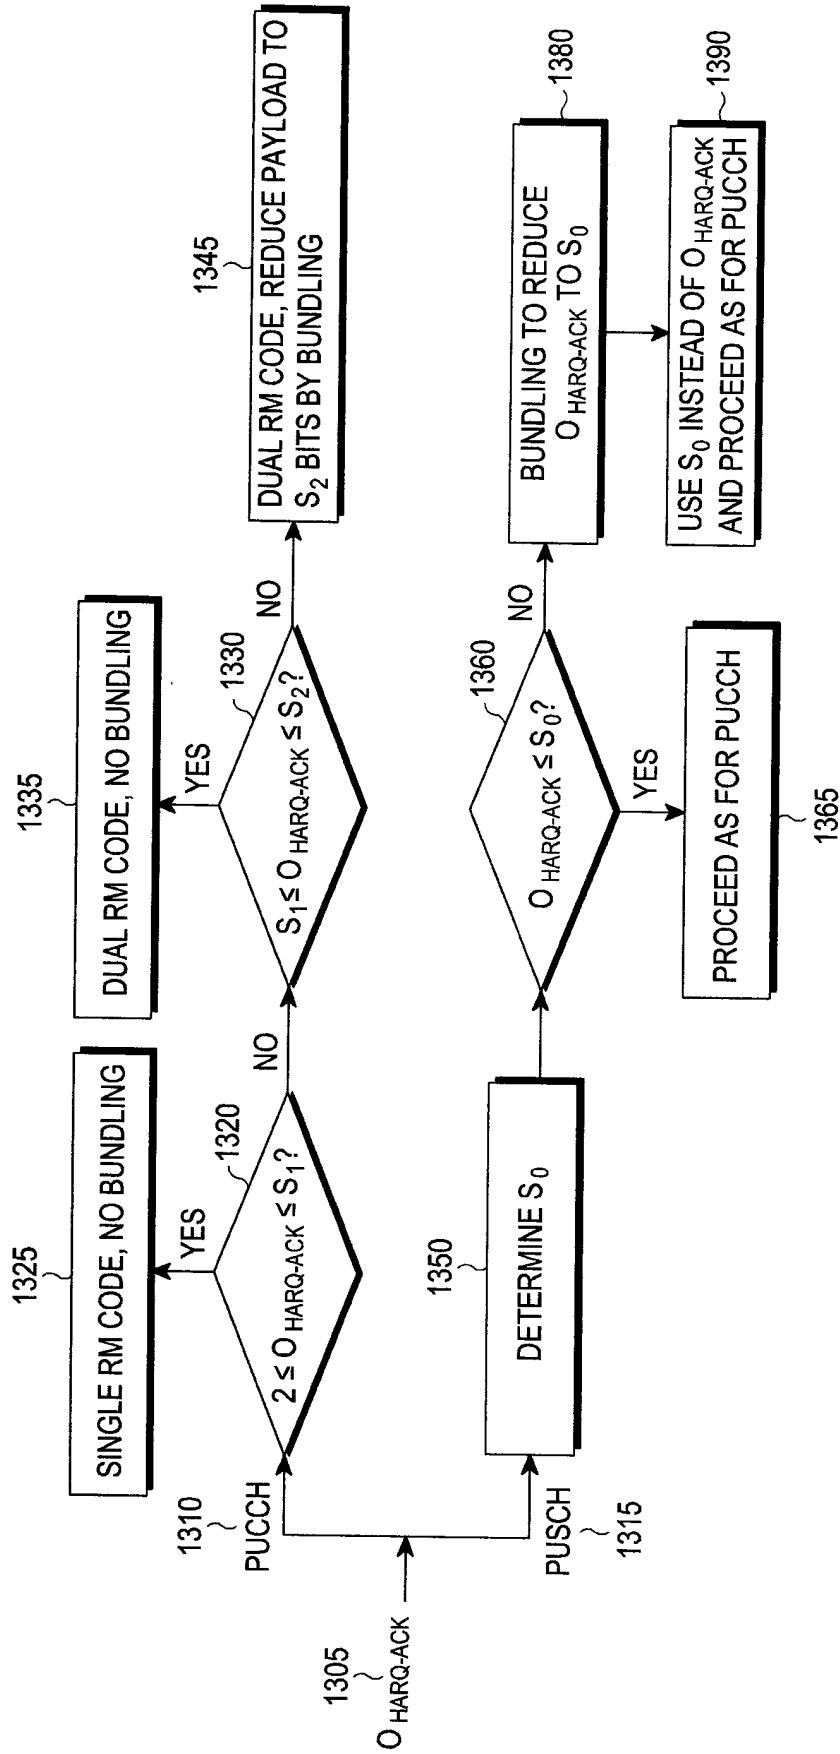 1305
O HARQ-ACK
1310
PUCCH
PUSCH
1315
1325
SINGLE RM CODE, NO BUNDLING
YES
1320
2 ≤ O HARQ-ACK ≤ S1?
NO
1335
DUAL RM CODE, NO BUNDLING
YES
1330
S1 ≤ O HARQ-ACK ≤ S2?
NO
1345
DUAL RM CODE, REDUCE PAYLOAD TO
S2 BITS BY BUNDLING
1350
DETERMINE S0
1360
O HARQ-ACK ≤ S0?
YES
PROCEED AS FOR PUCCH
1365
NO
BUNDLING TO REDUCE
O HARQ-ACK TO S0
1380
USE S0 INSTEAD OF O HARQ-ACK
AND PROCEED AS FOR PUCCH
1390